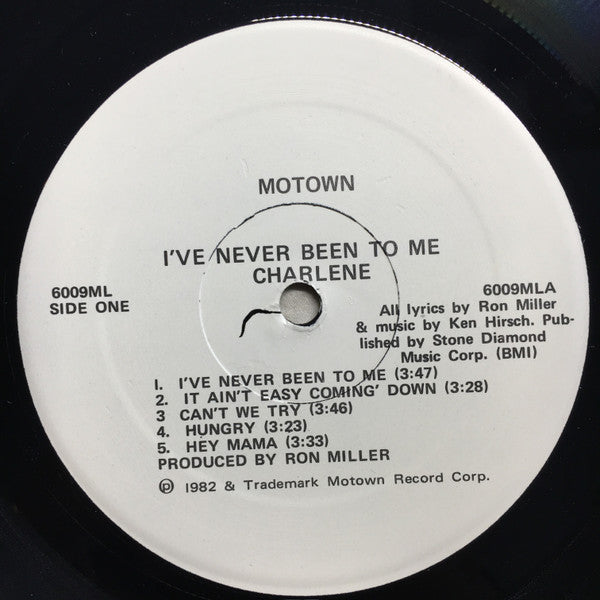 MOTOWN
I'VE NEVER BEEN TO ME
CHARLENE
6009ML
SIDE ONE
6009MLA
All lyrics by Ron Miller
& music by Ken Hirsch. Pub-
lished by Stone Diamond
Music Corp. (BMI)
1. I'VE NEVER BEEN TO ME (3:47)
2. IT AIN'T EASY COMING' DOWN (3:28)
3 CAN'T WE TRY (3:46)
4. HUNGRY (3:23)
5. HEY MAMA (3:33)
PRODUCED BY RON MILLER
℗ 1982 & Trademark Motown Record Corp.